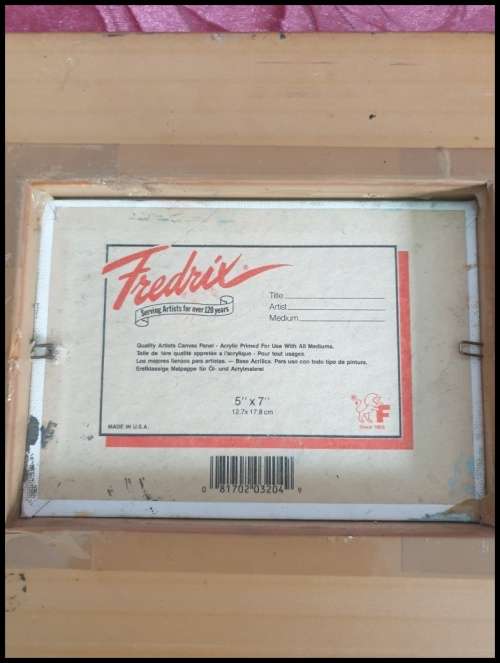 Fredrix®
Serving Artists for over 120 years
Title
Artist
Medium
Quality Artists Canvas Panel - Acrylic Primed For Use With All Mediums.
Toile de 1ère qualité appretée a l'acrylique - Pour tout usages.
Los mejores lienzos para artistas. — Base Acrilica. Para uso con todo tipo de pintura.
Erstklassige Malpappe für Öl- und Acrylmalerei
5" x 7"
12.7x 17.8 cm
F
Since 1868
MADE IN U.S.A.
0 81702 03204 9